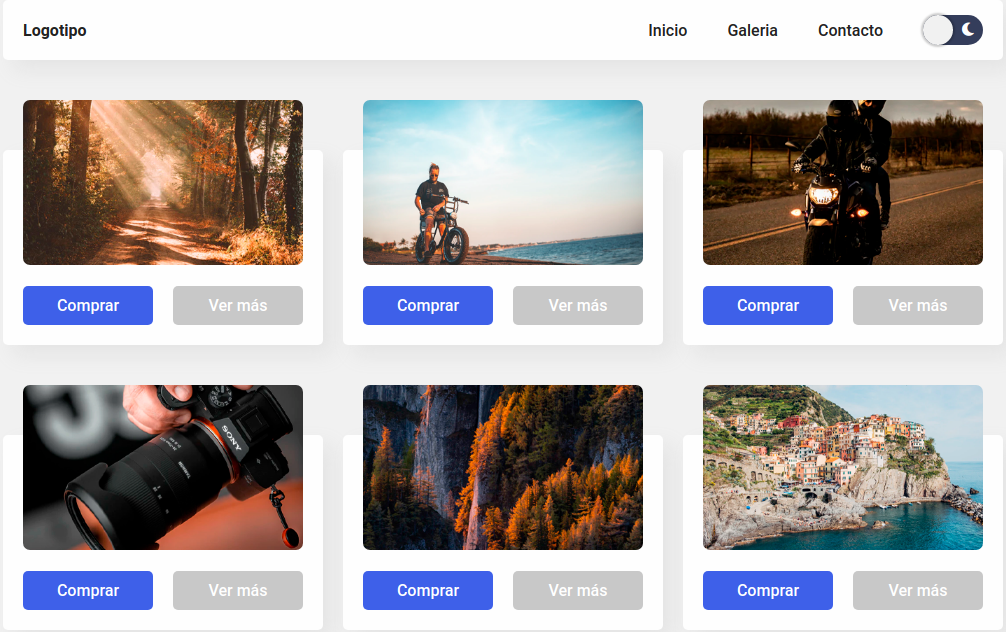 Logotipo
Inicio Galeria Contacto
SONY
Comprar Ver más Comprar Ver más Comprar Ver más
Comprar Ver más Comprar Ver más Comprar Ver más